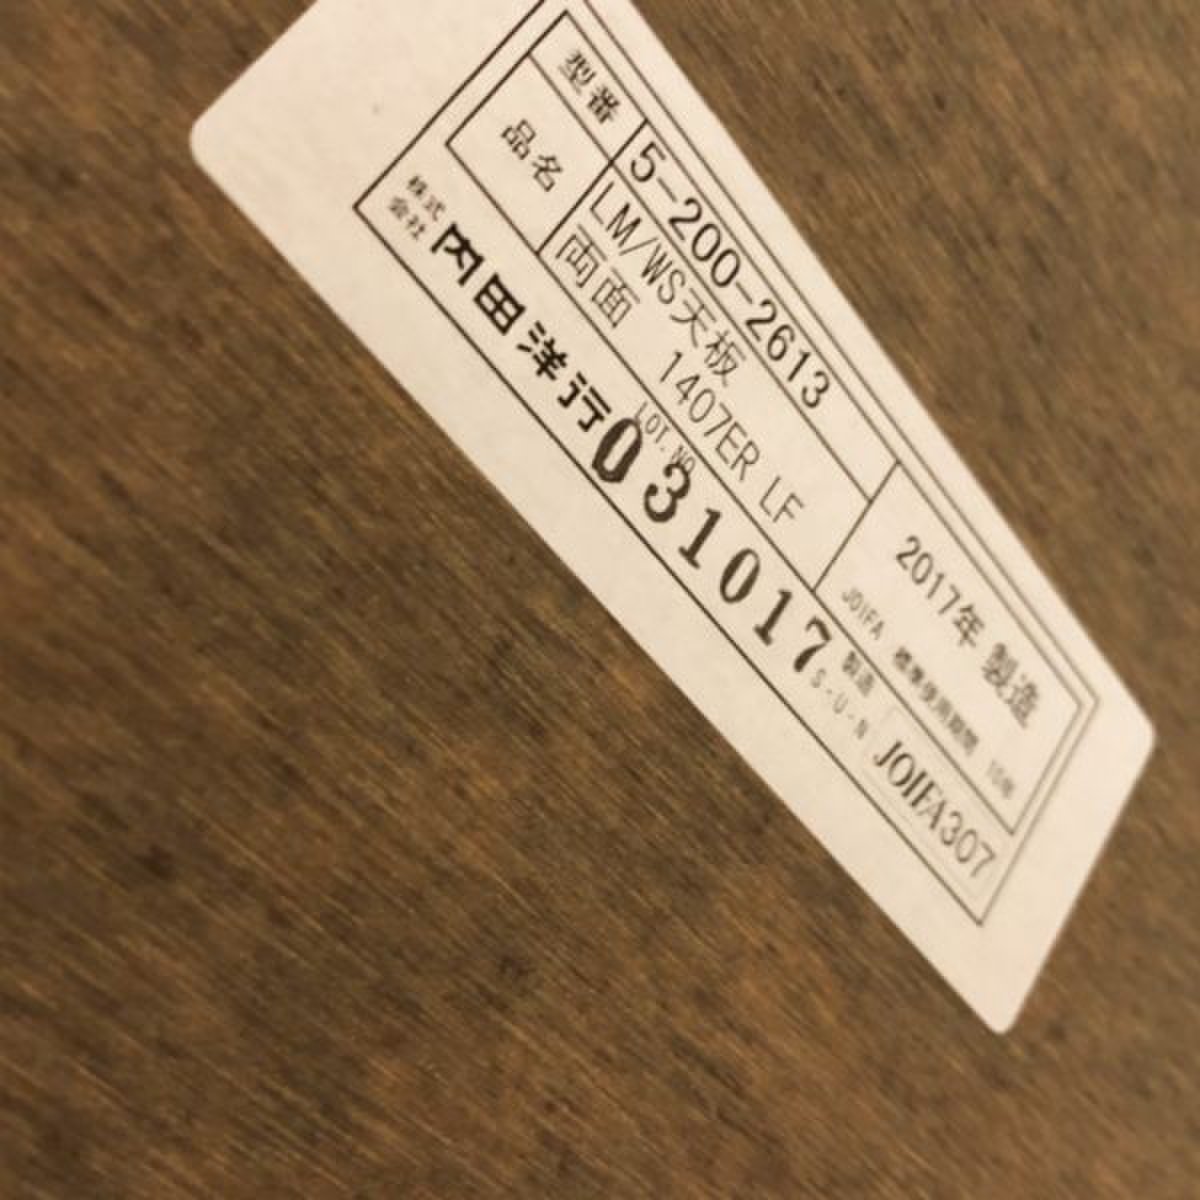 型番 5-200-2613
品名 LM/WS天板
両面 1407ER LF
2017年 製造
JOIFA 標準使用期間 10年
株式会社 内田洋行
LOT. NO
031017
製造
S-U-N
JOIFA307